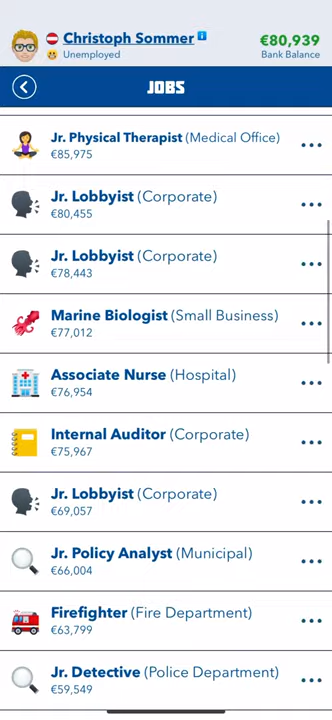 Christoph Sommer i
€80,939
Unemployed
Bank Balance
JOBS
Jr. Physical Therapist (Medical Office)
€85,975
Jr. Lobbyist (Corporate)
€80,455
Jr. Lobbyist (Corporate)
€78,443
Marine Biologist (Small Business)
€77,012
Associate Nurse (Hospital)
€76,954
Internal Auditor (Corporate)
€75,967
Jr. Lobbyist (Corporate)
€69,057
Jr. Policy Analyst (Municipal)
€66,004
Firefighter (Fire Department)
€63,799
Jr. Detective (Police Department)
€59,549